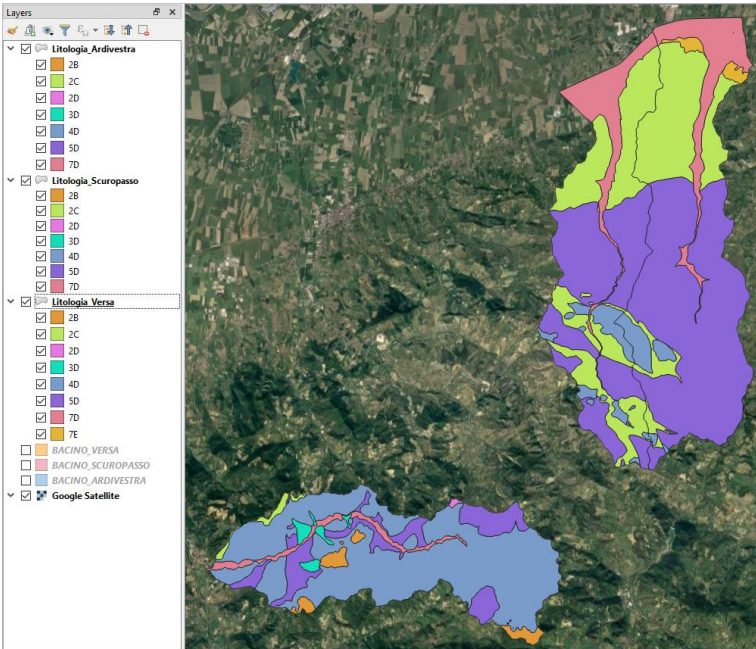 Layers
Litologia_Ardivestra
2B
2C
2D
3D
4D
5D
7D
Litologia_Scuropasso
2B
2C
2D
3D
4D
5D
7D
Litologia_Versa
2B
2C
2D
3D
4D
5D
7D
7E
BACINO_VERSA
BACINO_SCUROPASSO
BACINO_ARDIVESTRA
Google Satellite